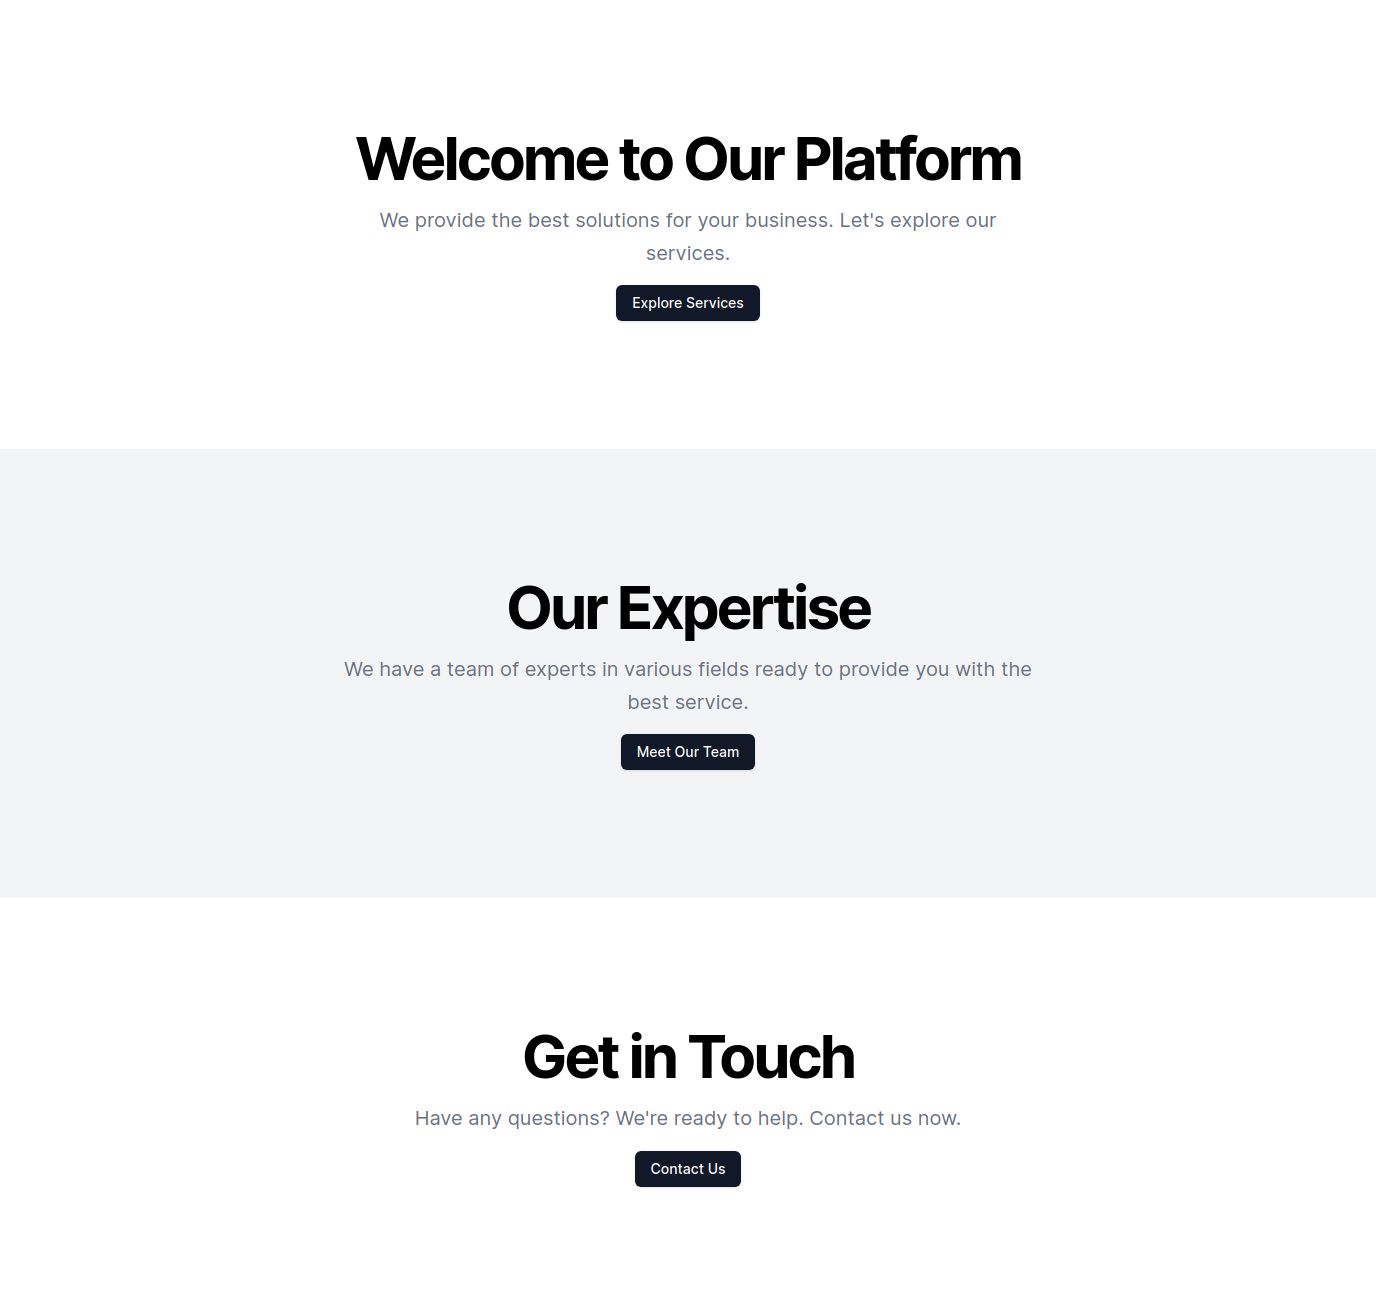 Welcome to Our Platform
We provide the best solutions for your business. Let's explore our
services.
Explore Services
Our Expertise
We have a team of experts in various fields ready to provide you with the
best service.
Meet Our Team
Get in Touch
Have any questions? We're ready to help. Contact us now.
Contact Us